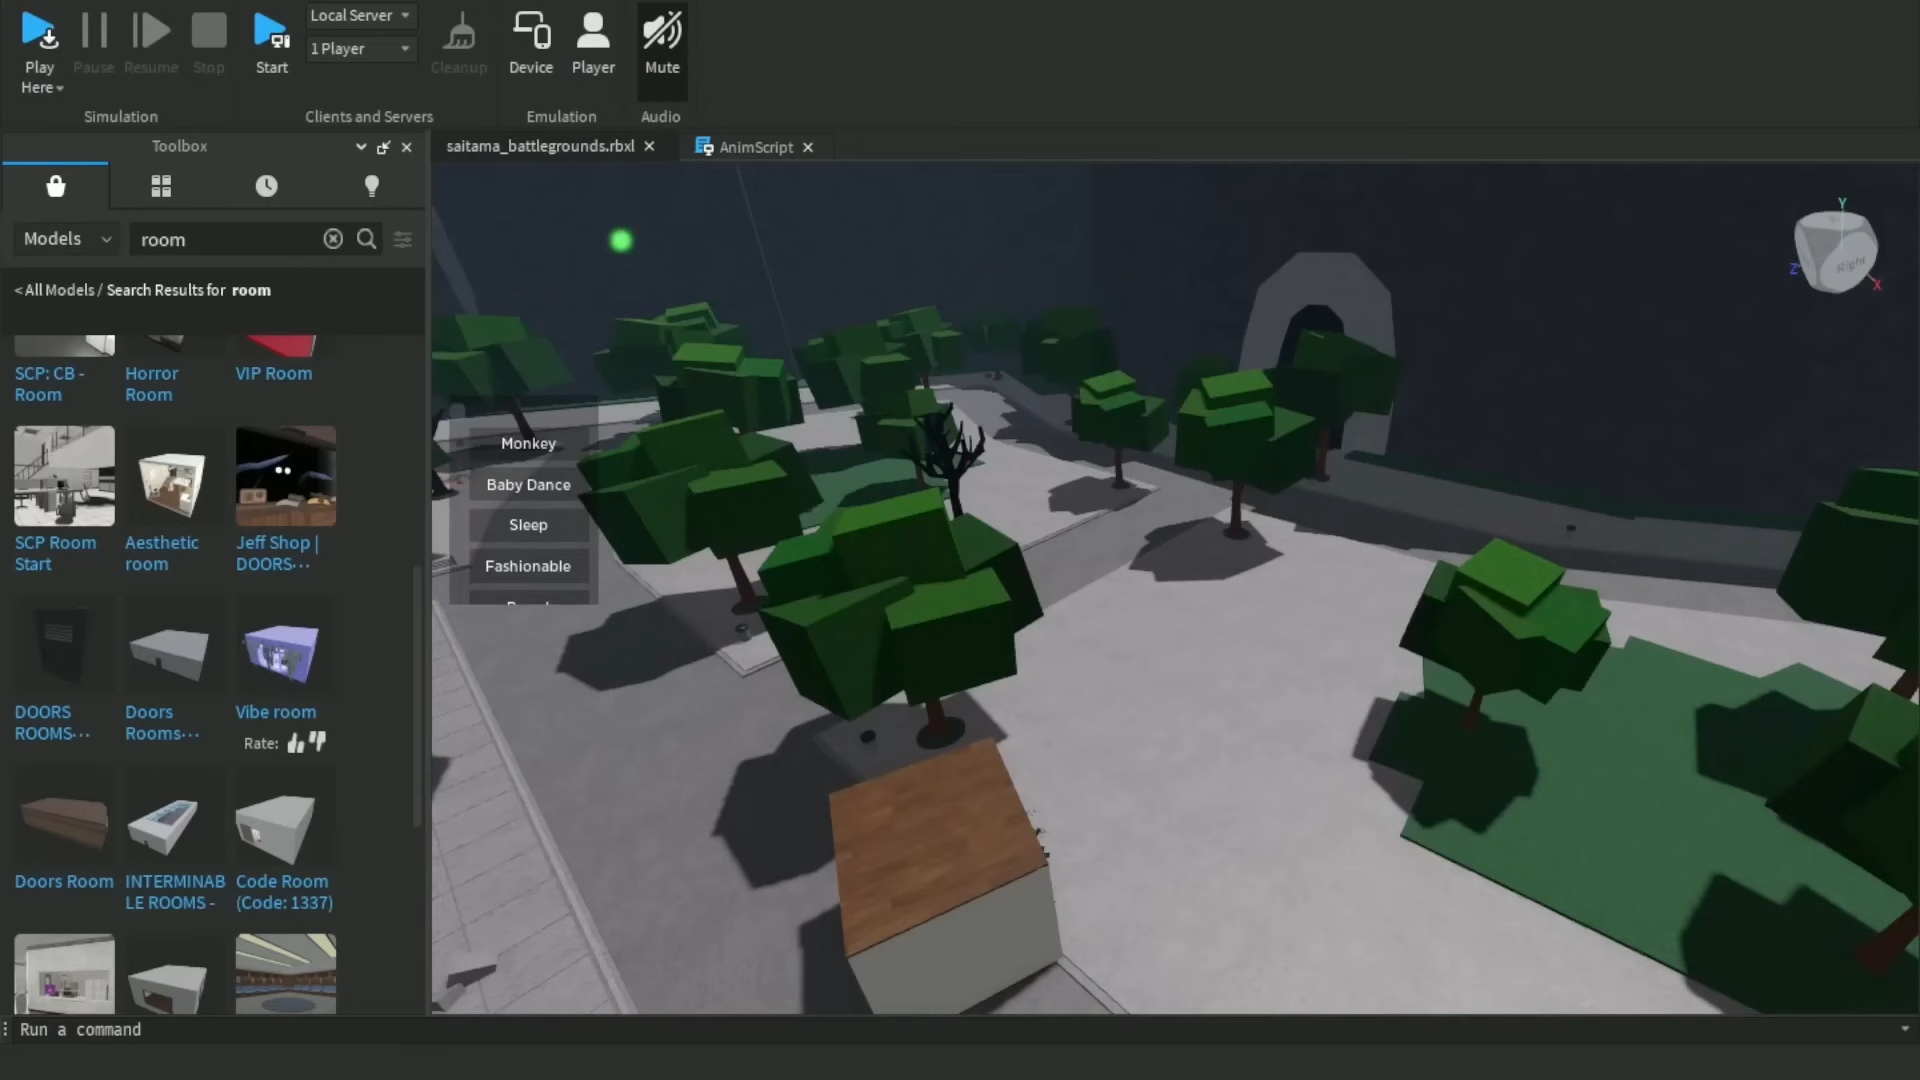 Local Server
1 Player
Play
Here
Pause
Resume
Stop
Start
Cleanup
Device
Player
Mute
Simulation
Clients and Servers
Emulation
Audio
Toolbox
saitama_battlegrounds.rbxl
AnimScript
Models
room
< All Models / Search Results for room
SCP: CB -
Room
Horror
Room
VIP Room
SCP Room
Start
Aesthetic
room
Jeff Shop |
DOORS...
DOORS
ROOMS...
Doors
Rooms...
Vibe room
Rate:
Doors Room
INTERMINAB
LE ROOMS -
Code Room
(Code: 1337)
Monkey
Baby Dance
Sleep
Fashionable
Y
Z
X
Right
Run a command